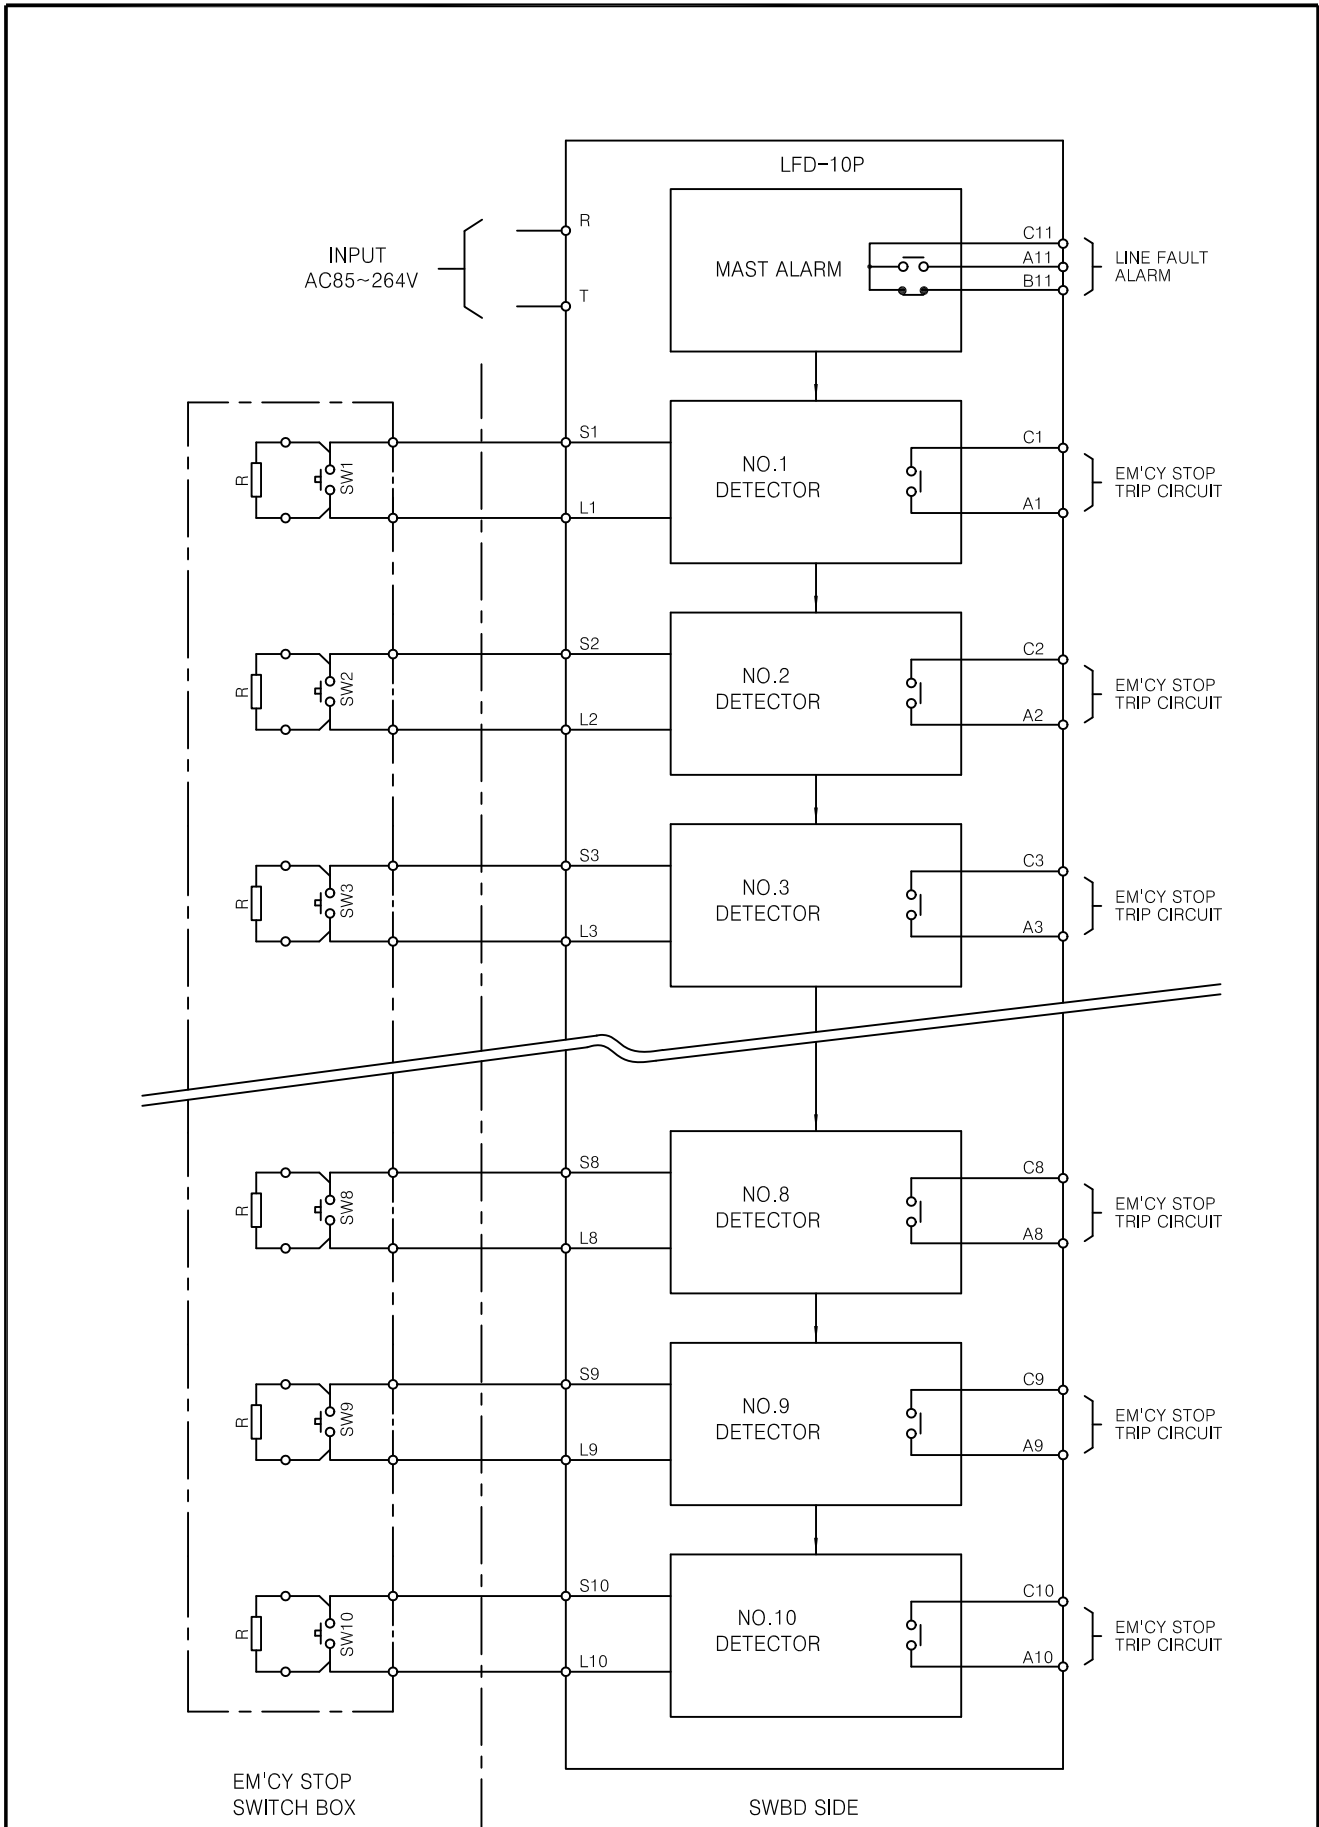 LFD-10P
R
INPUT
AC85~264V
T
MAST ALARM
C11
A11
B11
LINE FAULT
ALARM
R
SW1
S1
L1
NO.1
DETECTOR
C1
A1
EM'CY STOP
TRIP CIRCUIT
R
SW2
S2
L2
NO.2
DETECTOR
C2
A2
EM'CY STOP
TRIP CIRCUIT
R
SW3
S3
L3
NO.3
DETECTOR
C3
A3
EM'CY STOP
TRIP CIRCUIT
R
SW8
S8
L8
NO.8
DETECTOR
C8
A8
EM'CY STOP
TRIP CIRCUIT
R
SW9
S9
L9
NO.9
DETECTOR
C9
A9
EM'CY STOP
TRIP CIRCUIT
R
SW10
S10
L10
NO.10
DETECTOR
C10
A10
EM'CY STOP
TRIP CIRCUIT
EM'CY STOP
SWITCH BOX
SWBD SIDE